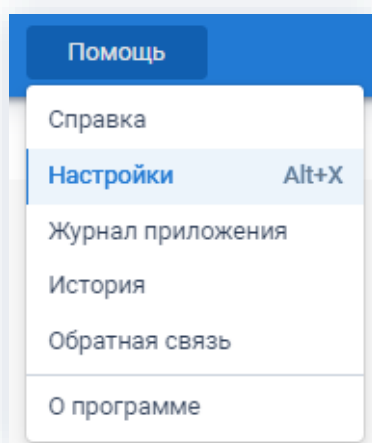 Помощь
Справка
Настройки Alt+X
Журнал приложения
История
Обратная связь
О программе